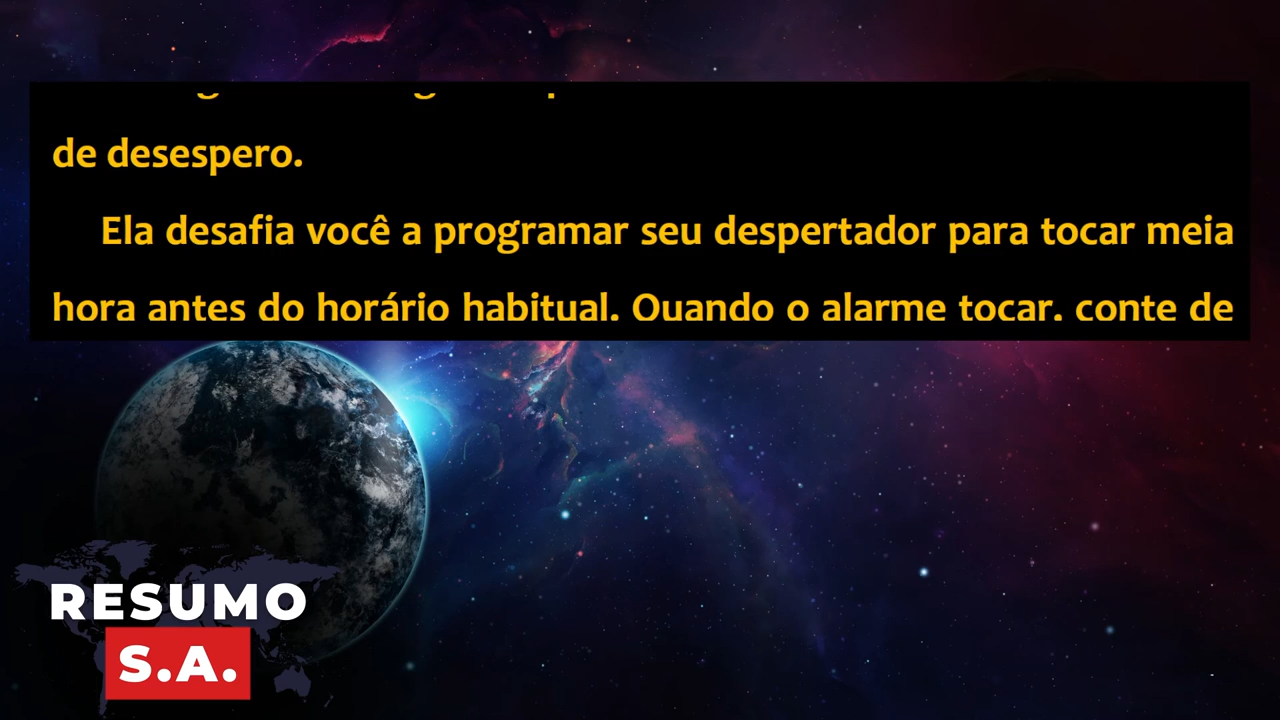 de desespero.
Ela desafia você a programar seu despertador para tocar meia
hora antes do horário habitual. Quando o alarme tocar, conte de
RESUMO
S.A.